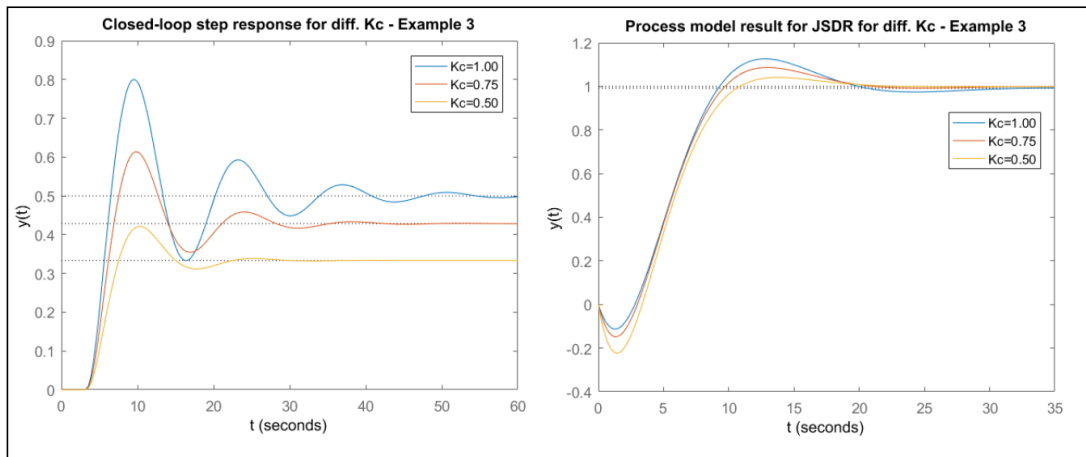 Closed-loop step response for diff. Kc - Example 3
0.9
0.8
0.7
0.6
0.5
0.4
0.3
0.2
0.1
0
y(t)
Kc=1.00
Kc=0.75
Kc=0.50
0 10 20 30 40 50 60
t (seconds)
Process model result for JSDR for diff. Kc - Example 3
1.2
1
0.8
0.6
0.4
0.2
0
-0.2
-0.4
y(t)
Kc=1.00
Kc=0.75
Kc=0.50
0 5 10 15 20 25 30 35
t (seconds)